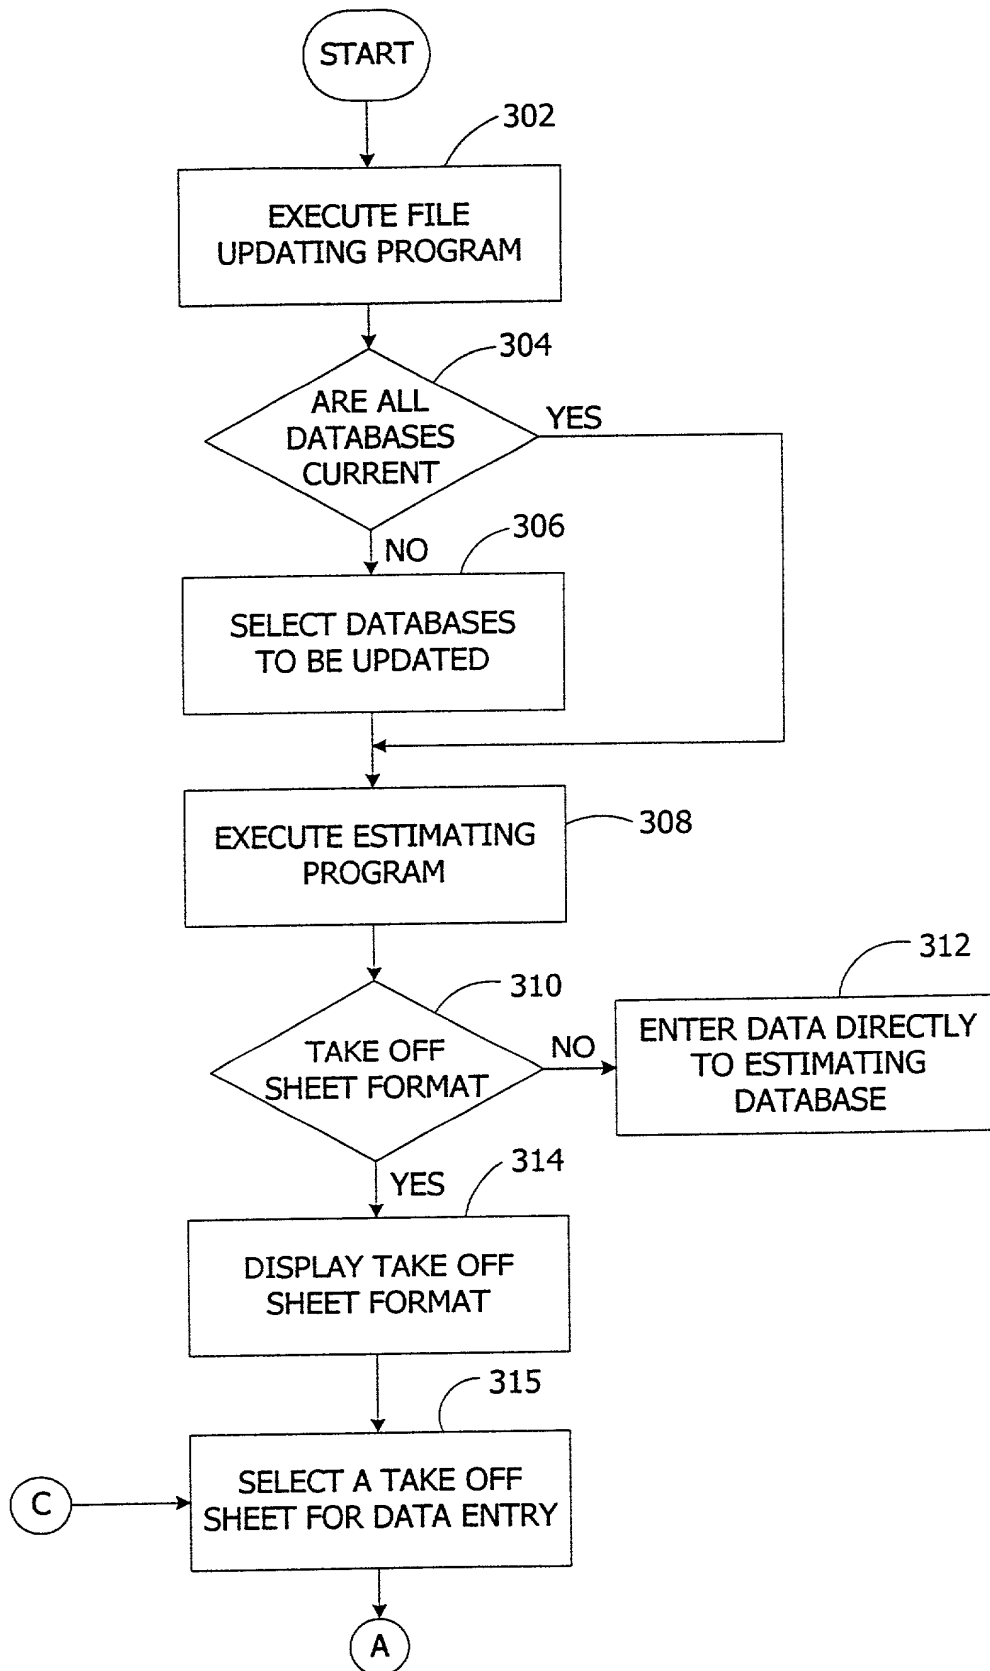 START
302
EXECUTE FILE
UPDATING PROGRAM
304
ARE ALL
DATABASES
CURRENT
YES
NO
306
SELECT DATABASES
TO BE UPDATED
308
EXECUTE ESTIMATING
PROGRAM
310
TAKE OFF
SHEET FORMAT
NO
312
ENTER DATA DIRECTLY
TO ESTIMATING
DATABASE
YES
314
DISPLAY TAKE OFF
SHEET FORMAT
315
C
SELECT A TAKE OFF
SHEET FOR DATA ENTRY
A